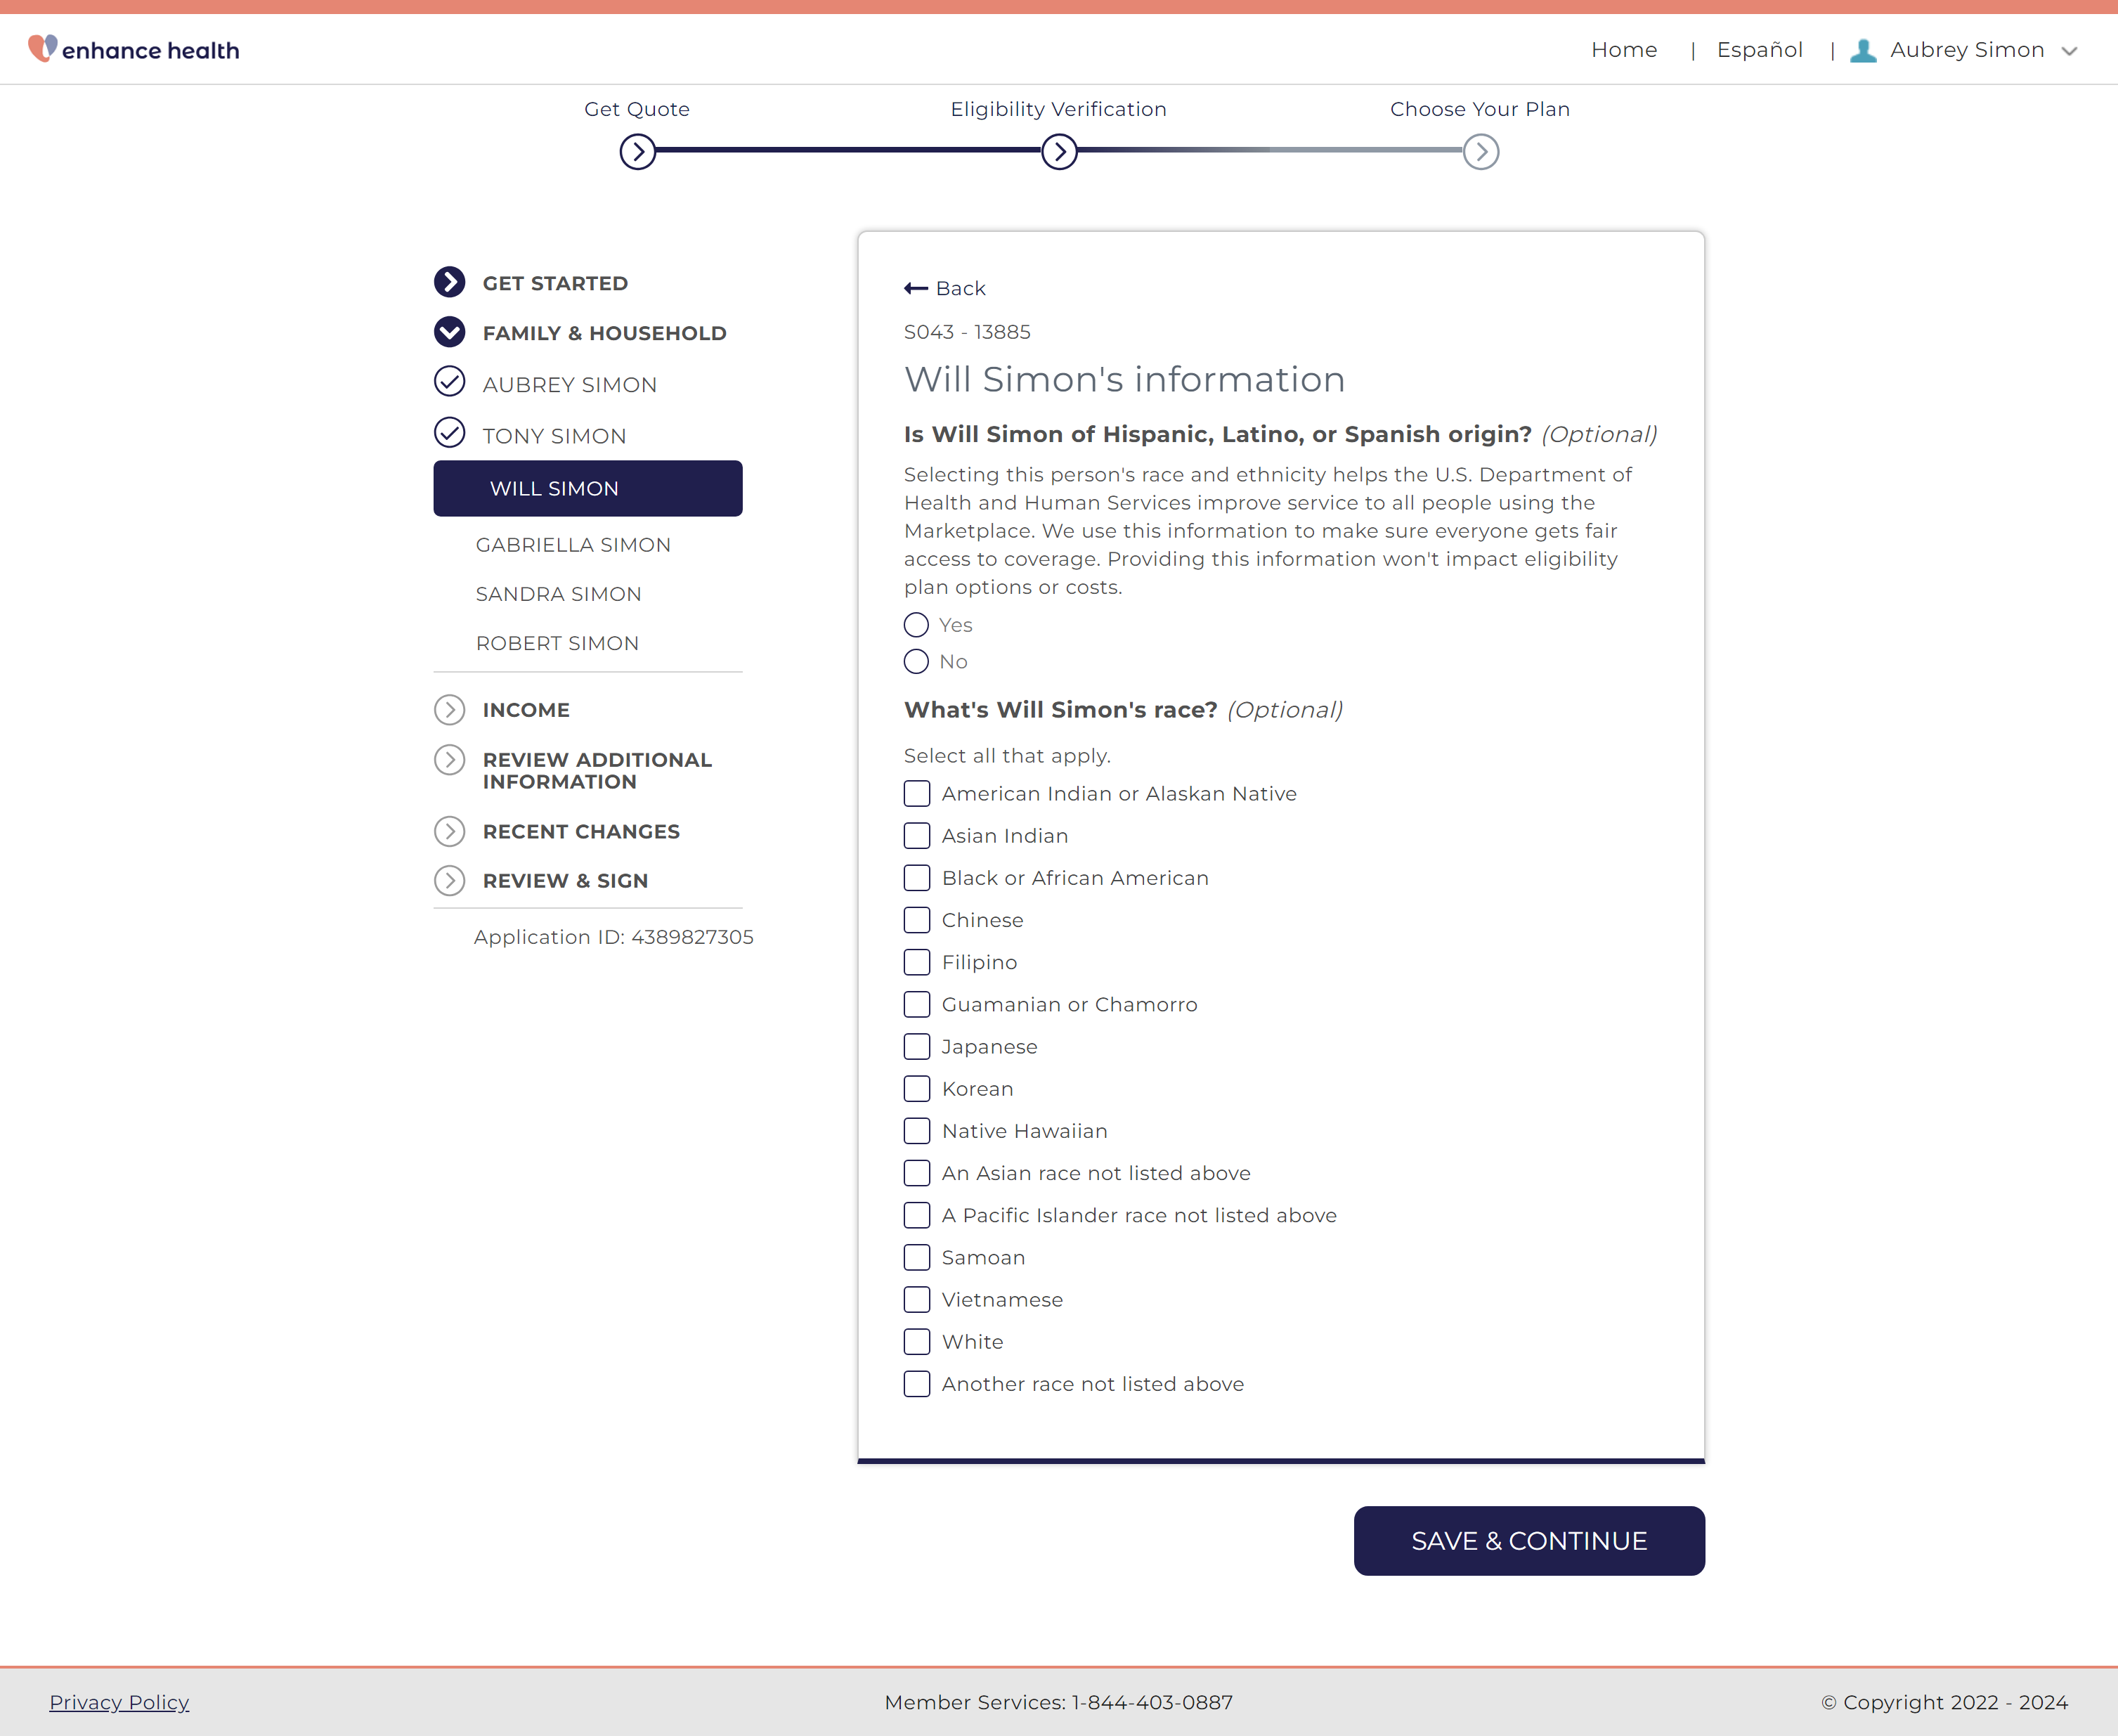 enhance health
Home | Español | Aubrey Simon
Get Quote
Eligibility Verification
Choose Your Plan
GET STARTED
FAMILY & HOUSEHOLD
AUBREY SIMON
TONY SIMON
WILL SIMON
GABRIELLA SIMON
SANDRA SIMON
ROBERT SIMON
INCOME
REVIEW ADDITIONAL
INFORMATION
RECENT CHANGES
REVIEW & SIGN
Application ID: 4389827305
Back
S043 - 13885
Will Simon's information
Is Will Simon of Hispanic, Latino, or Spanish origin? (Optional)
Selecting this person's race and ethnicity helps the U.S. Department of
Health and Human Services improve service to all people using the
Marketplace. We use this information to make sure everyone gets fair
access to coverage. Providing this information won't impact eligibility
plan options or costs.
Yes
No
What's Will Simon's race? (Optional)
Select all that apply.
American Indian or Alaskan Native
Asian Indian
Black or African American
Chinese
Filipino
Guamanian or Chamorro
Japanese
Korean
Native Hawaiian
An Asian race not listed above
A Pacific Islander race not listed above
Samoan
Vietnamese
White
Another race not listed above
SAVE & CONTINUE
Privacy Policy
Member Services: 1-844-403-0887
© Copyright 2022 - 2024